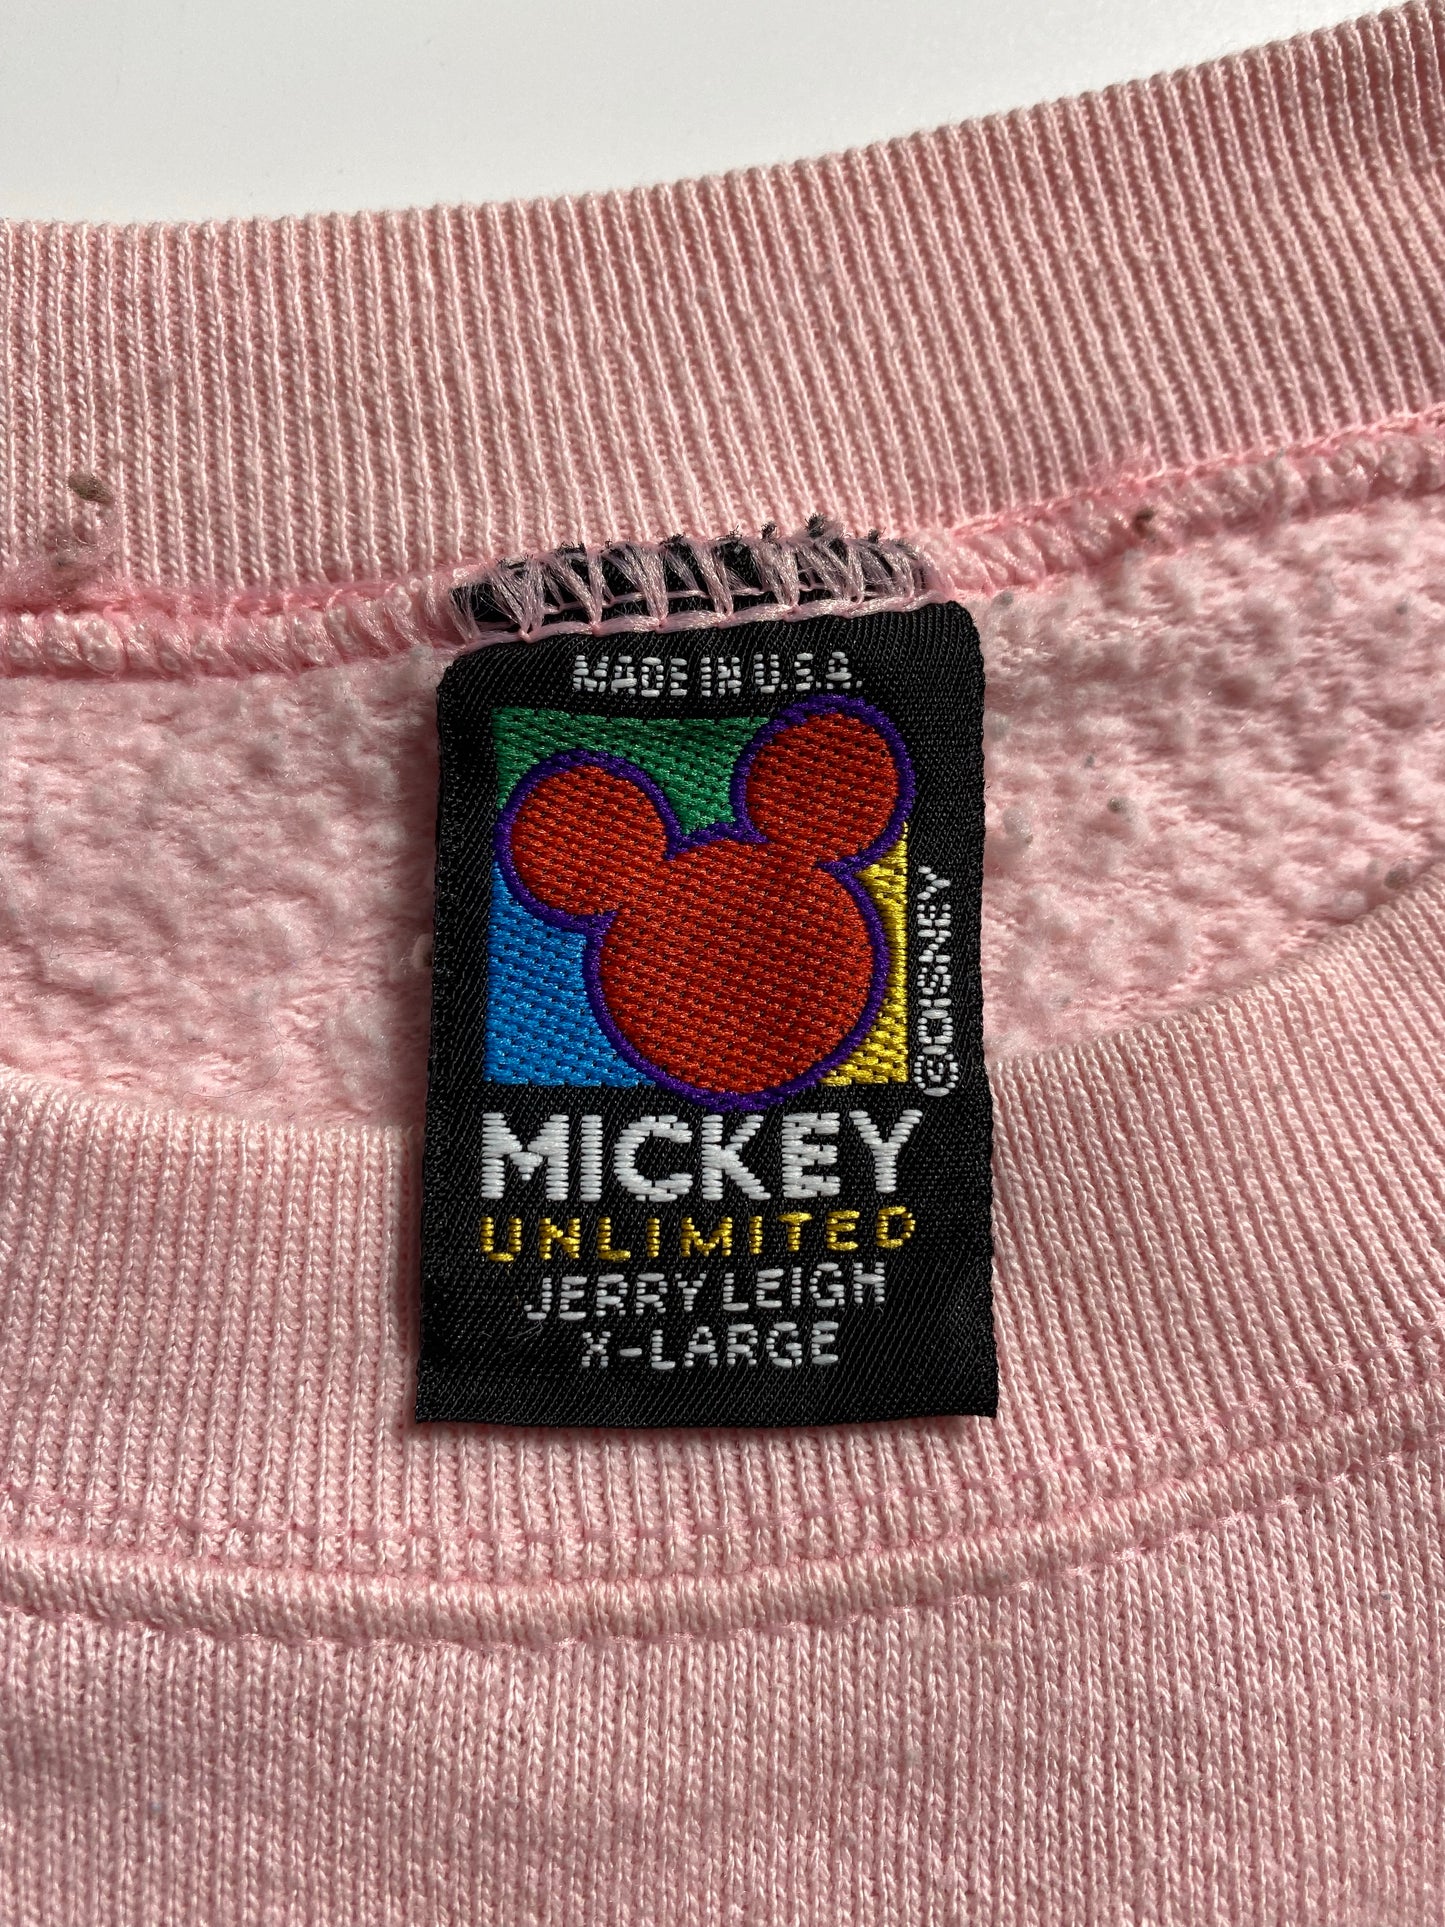 MADE IN U.S.A.
©DISNEY
MICKEY
UNLIMITED
JERRY LEIGH
X-LARGE